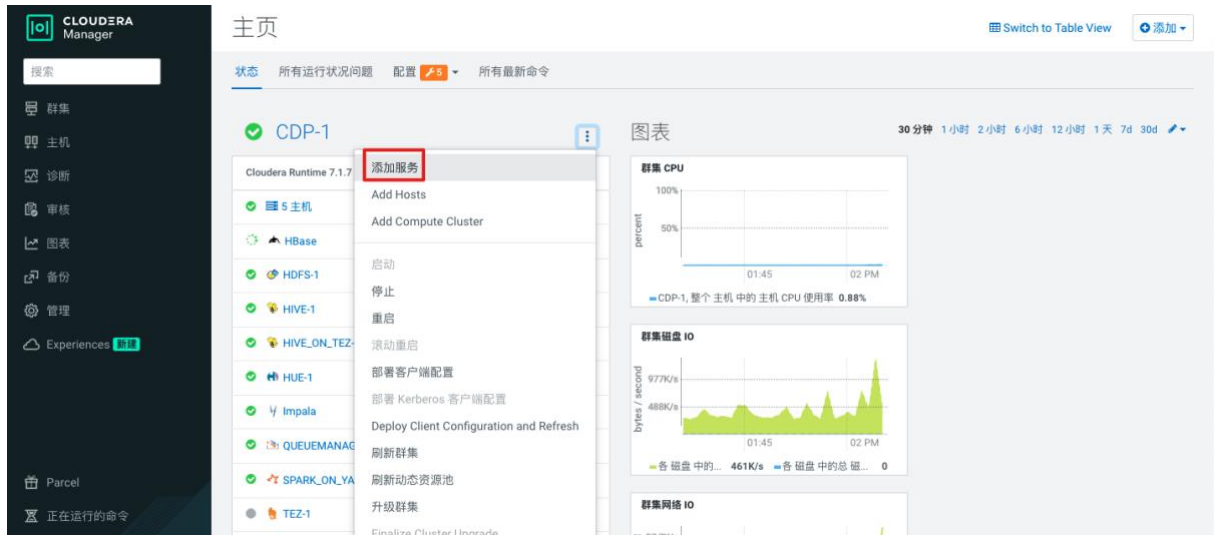 CLOUDERA
Manager
搜索
群集
主机
诊断
审核
图表
备份
管理
Experiences 新建
Parcel
正在运行的命令
主页
Switch to Table View
添加
状态 所有运行状况问题 配置 5 所有最新命令
CDP-1
Cloudera Runtime 7.1.7
5 主机
HBase
HDFS-1
HIVE-1
HIVE_ON_TEZ-
HUE-1
Impala
QUEUEMANAG
SPARK_ON_YA
TEZ-1
添加服务
Add Hosts
Add Compute Cluster
启动
停止
重启
滚动重启
部署客户端配置
部署 Kerberos 客户端配置
Deploy Client Configuration and Refresh
刷新群集
刷新动态资源池
升级群集
Finalize Cluster Upgrade
图表
30 分钟 1 小时 2 小时 6 小时 12 小时 1 天 7d 30d
群集 CPU
percent
100%
50%
01:45 02 PM
CDP-1, 整个 主机 中的 主机 CPU 使用率 0.88%
群集磁盘 IO
bytes / second
977K/s
488K/s
01:45 02 PM
各 磁盘 中的... 461K/s 各 磁盘 中的总 磁... 0
群集网络 IO